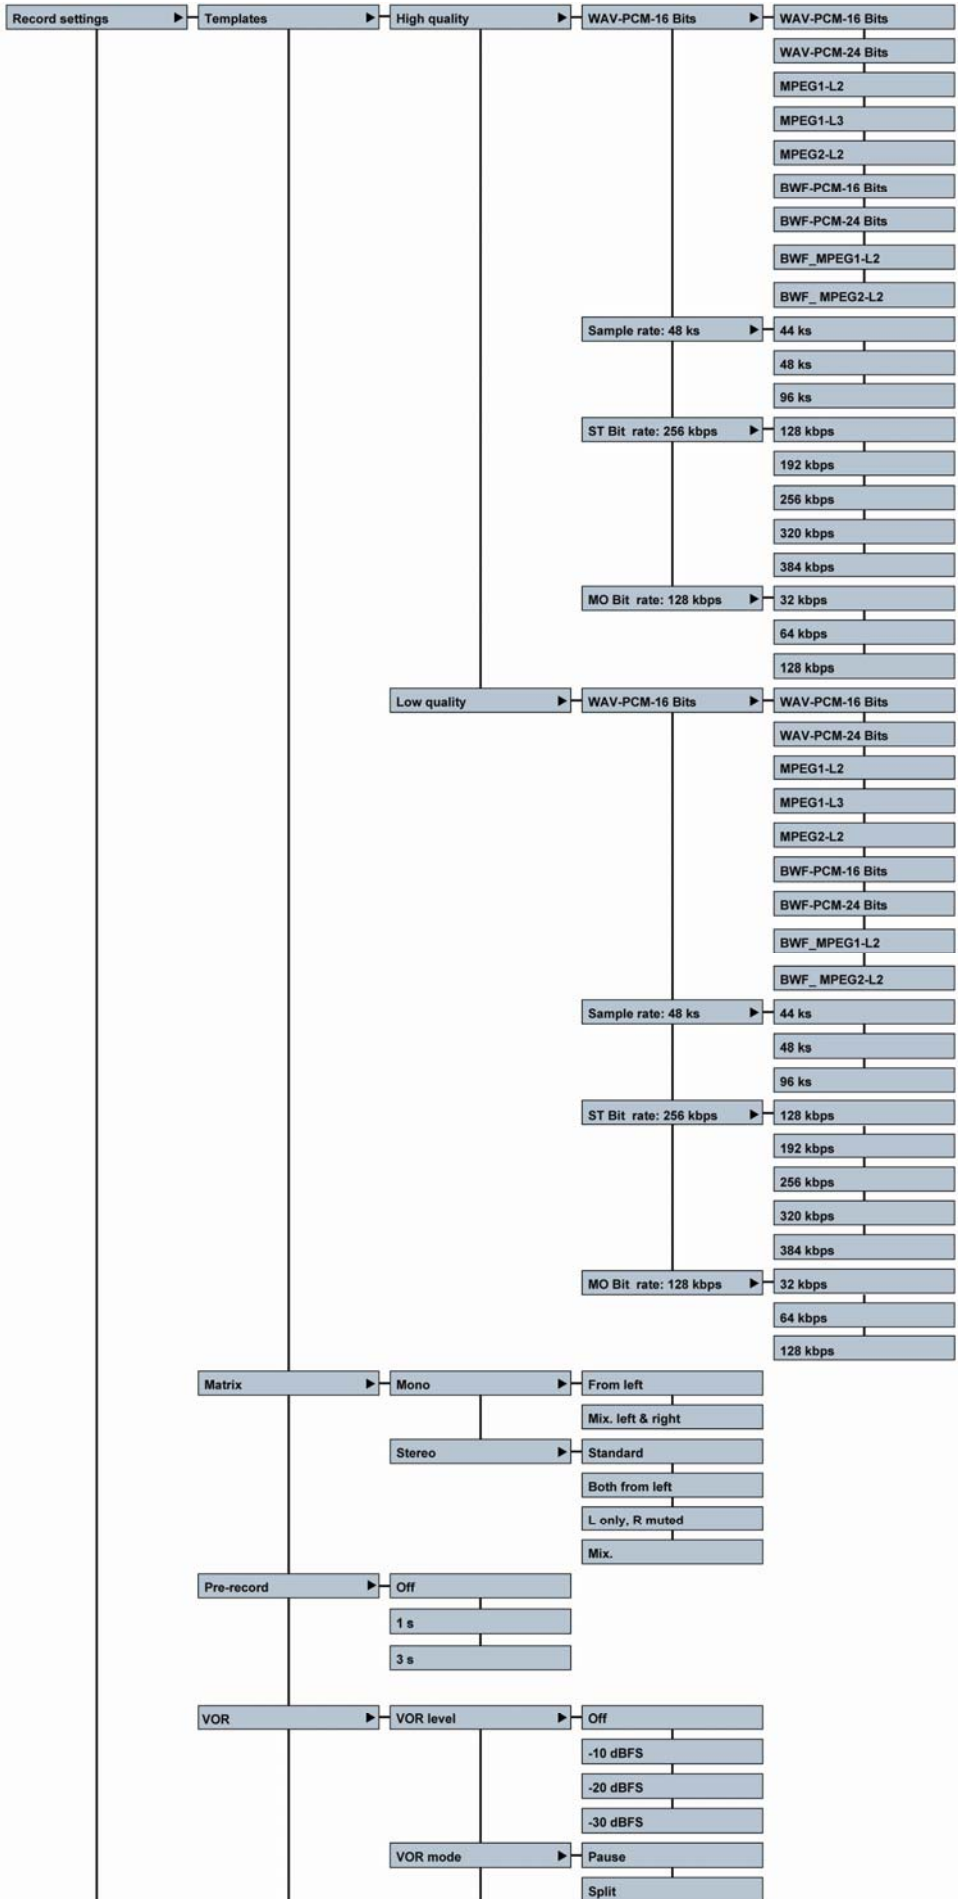 Record settings
Templates
High quality
WAV-PCM-16 Bits
WAV-PCM-16 Bits
WAV-PCM-24 Bits
MPEG1-L2
MPEG1-L3
MPEG2-L2
BWF-PCM-16 Bits
BWF-PCM-24 Bits
BWF_MPEG1-L2
BWF_ MPEG2-L2
Sample rate: 48 ks
44 ks
48 ks
96 ks
ST Bit rate: 256 kbps
128 kbps
192 kbps
256 kbps
320 kbps
384 kbps
MO Bit rate: 128 kbps
32 kbps
64 kbps
128 kbps
Low quality
WAV-PCM-16 Bits
WAV-PCM-16 Bits
WAV-PCM-24 Bits
MPEG1-L2
MPEG1-L3
MPEG2-L2
BWF-PCM-16 Bits
BWF-PCM-24 Bits
BWF_MPEG1-L2
BWF_ MPEG2-L2
Sample rate: 48 ks
44 ks
48 ks
96 ks
ST Bit rate: 256 kbps
128 kbps
192 kbps
256 kbps
320 kbps
384 kbps
MO Bit rate: 128 kbps
32 kbps
64 kbps
128 kbps
Matrix
Mono
From left
Mix. left & right
Stereo
Standard
Both from left
L only, R muted
Mix.
Pre-record
Off
1 s
3 s
VOR
VOR level
Off
-10 dBFS
-20 dBFS
-30 dBFS
VOR mode
Pause
Split